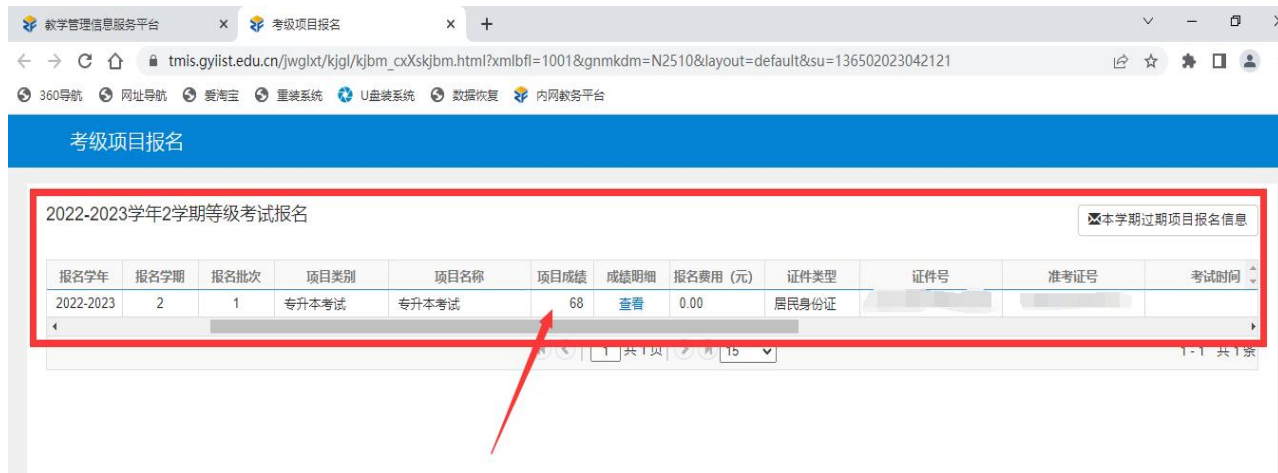 教学管理信息服务平台
考级项目报名
tmis.gyiist.edu.cn/jwglxt/kjgl/kjbm_cxXskjbm.html?xmlbfl=1001&gnmkdm=N2510&layout=default&su=136502023042121
360导航 网址导航 爱淘宝 重装系统 U盘装系统 数据恢复 内网教务平台
考级项目报名
2022-2023学年2学期等级考试报名
本学期过期项目报名信息
报名学年 报名学期 报名批次 项目类别 项目名称 项目成绩 成绩明细 报名费用（元） 证件类型 证件号 准考证号 考试时间
2022-2023 2 1 专升本考试 专升本考试 68 查看 0.00 居民身份证
1 共 1 页 15 1 - 1 共 1 条